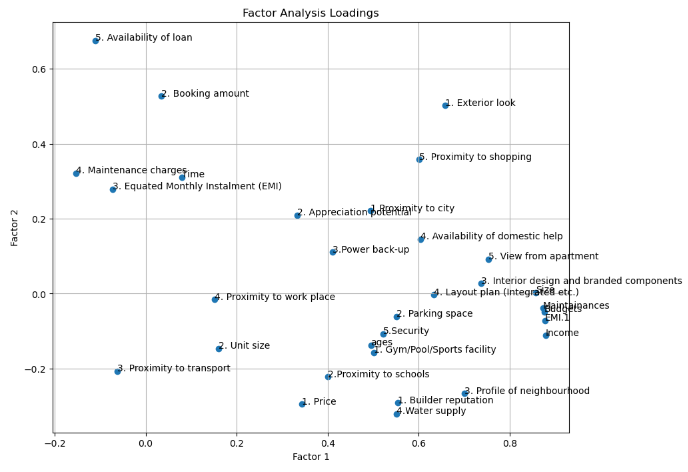 Factor Analysis Loadings
5. Availability of loan
2. Booking amount
1. Exterior look
5. Proximity to shopping
4. Maintenance charges
Time
3. Equated Monthly Instalment (EMI)
2. Appreciation potential
1.Proximity to city
4. Availability of domestic help
3.Power back-up
5. View from apartment
3. Interior design and branded components
Size
4. Layout plan (Integrated etc.)
4. Proximity to work place
Maintainances
Budgets
EMI.1
2. Parking space
Income
5.Security
ages
2. Unit size
1. Gym/Pool/Sports facility
3. Proximity to transport
2.Proximity to schools
3. Profile of neighbourhood
1. Price
1. Builder reputation
4.Water supply
0.6
0.4
0.2
0.0
−0.2
Factor 2
−0.2 0.0 0.2 0.4 0.6 0.8
Factor 1